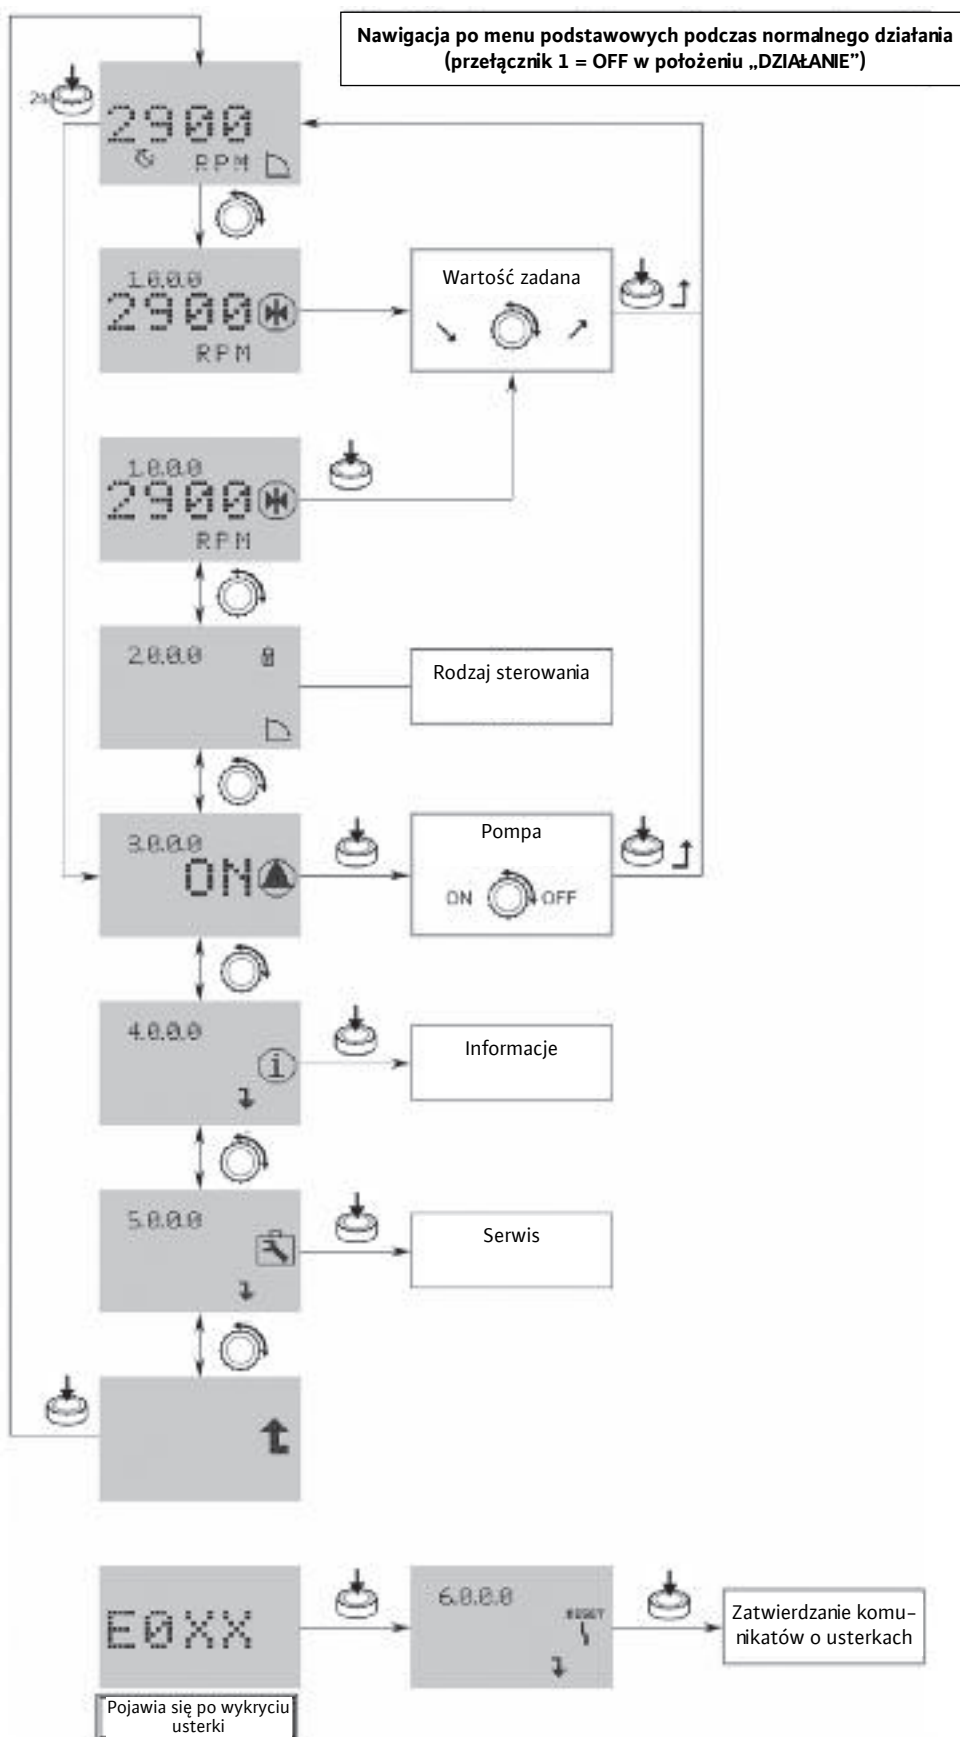 Nawigacja po menu podstawowych podczas normalnego działania
(przełącznik 1 = OFF w położeniu „DZIAŁANIE”)
2900
RPM
1.0.0.0
2900
RPM
Wartość zadana
1.0.0.0
2900
RPM
2.0.0.0
Rodzaj sterowania
3.0.0.0
ON
Pompa
ON
OFF
4.0.0.0
i
Informacje
5.0.0.0
Serwis
E0XX
6.0.0.0
RESET
Zatwierdzanie komu-
nikatów o usterkach
Pojawia się po wykryciu
usterki